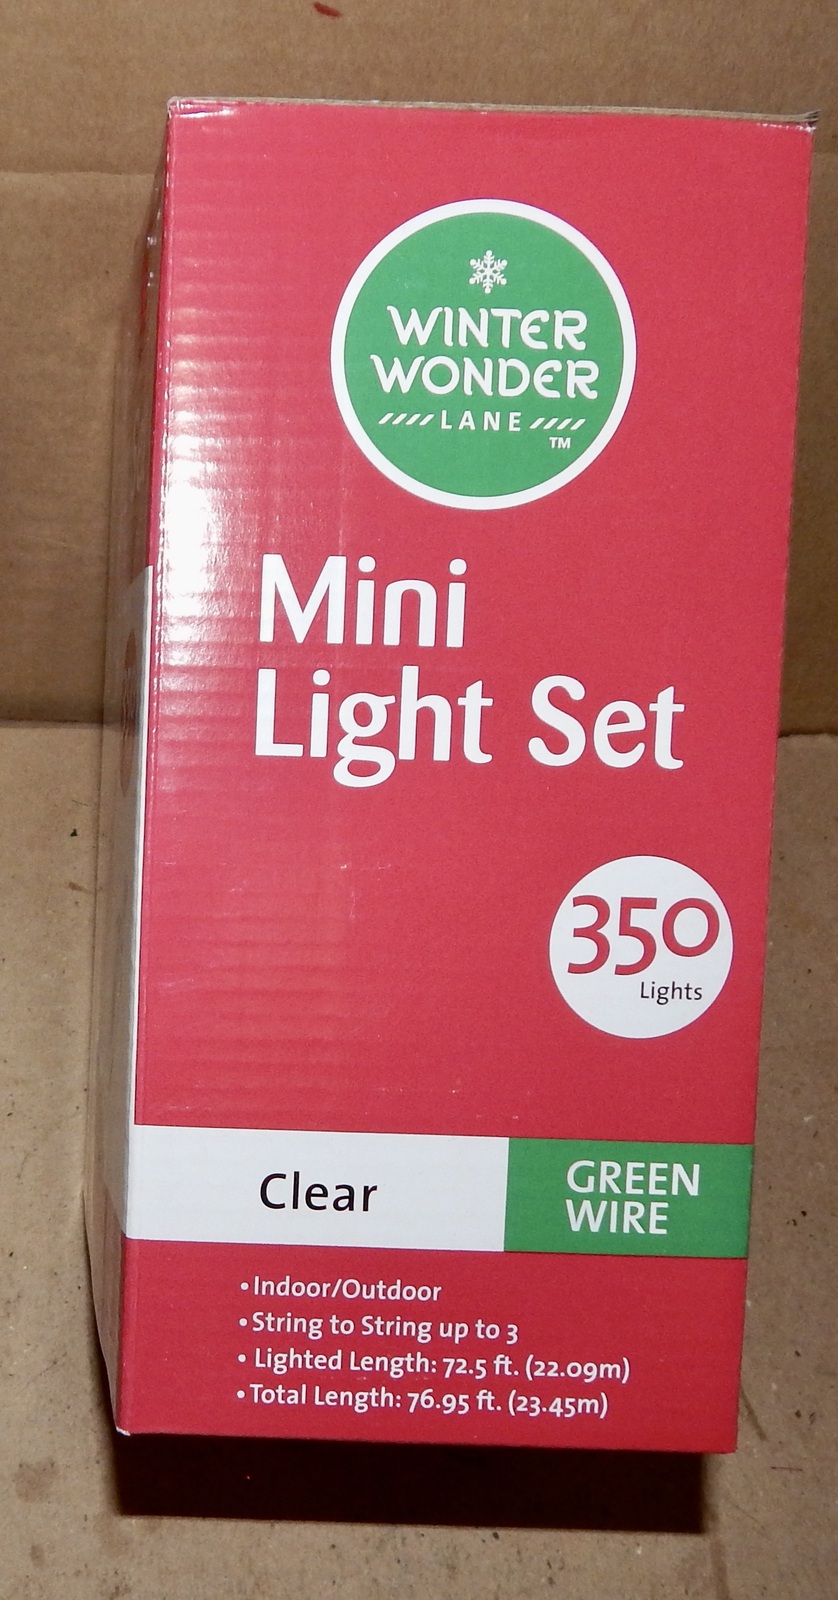 WINTER
WONDER
LANE
TM
Mini
Light Set
350
Lights
Clear
GREEN
WIRE
• Indoor/Outdoor
• String to String up to 3
• Lighted Length: 72.5 ft. (22.09m)
• Total Length: 76.95 ft. (23.45m)